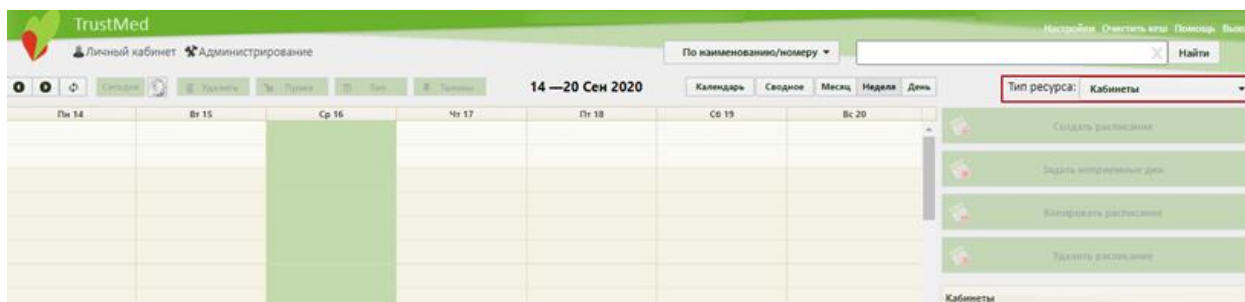 TrustMed
Настройки Очистить кеш Помощь
Личный кабинет Администрирование
По наименованию/номеру
Найти
Сегодня Удалить
14 —20 Сен 2020
Календарь Сводное Месяц Неделя День
Тип ресурса: Кабинеты
Пн 14 Вт 15 Ср 16 Чт 17 Пт 18 Сб 19 Вс 20
Создать расписание
Задать неприемные дни
Копировать расписание
Удалить расписание
Кабинеты